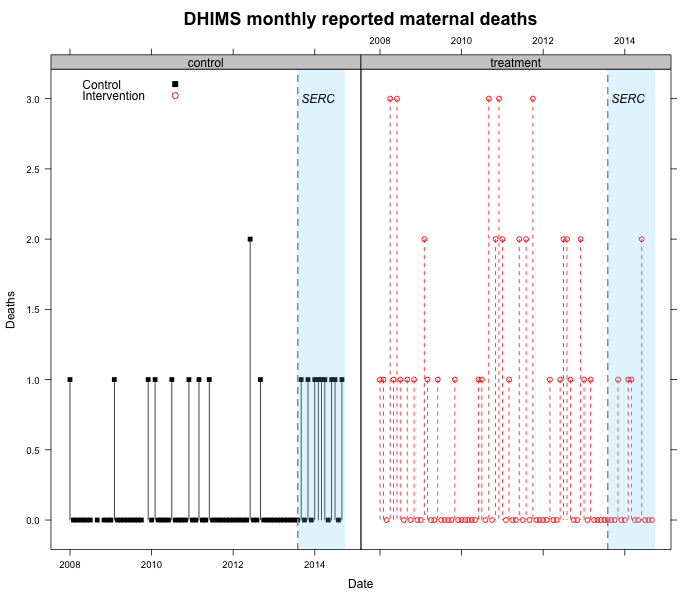 DHIMS monthly reported maternal deaths
2008 2010 2012 2014
control treatment
Control
Intervention
SERC SERC
3.0
2.5
2.0
1.5
1.0
0.5
0.0
Deaths
2008 2010 2012 2014
Date